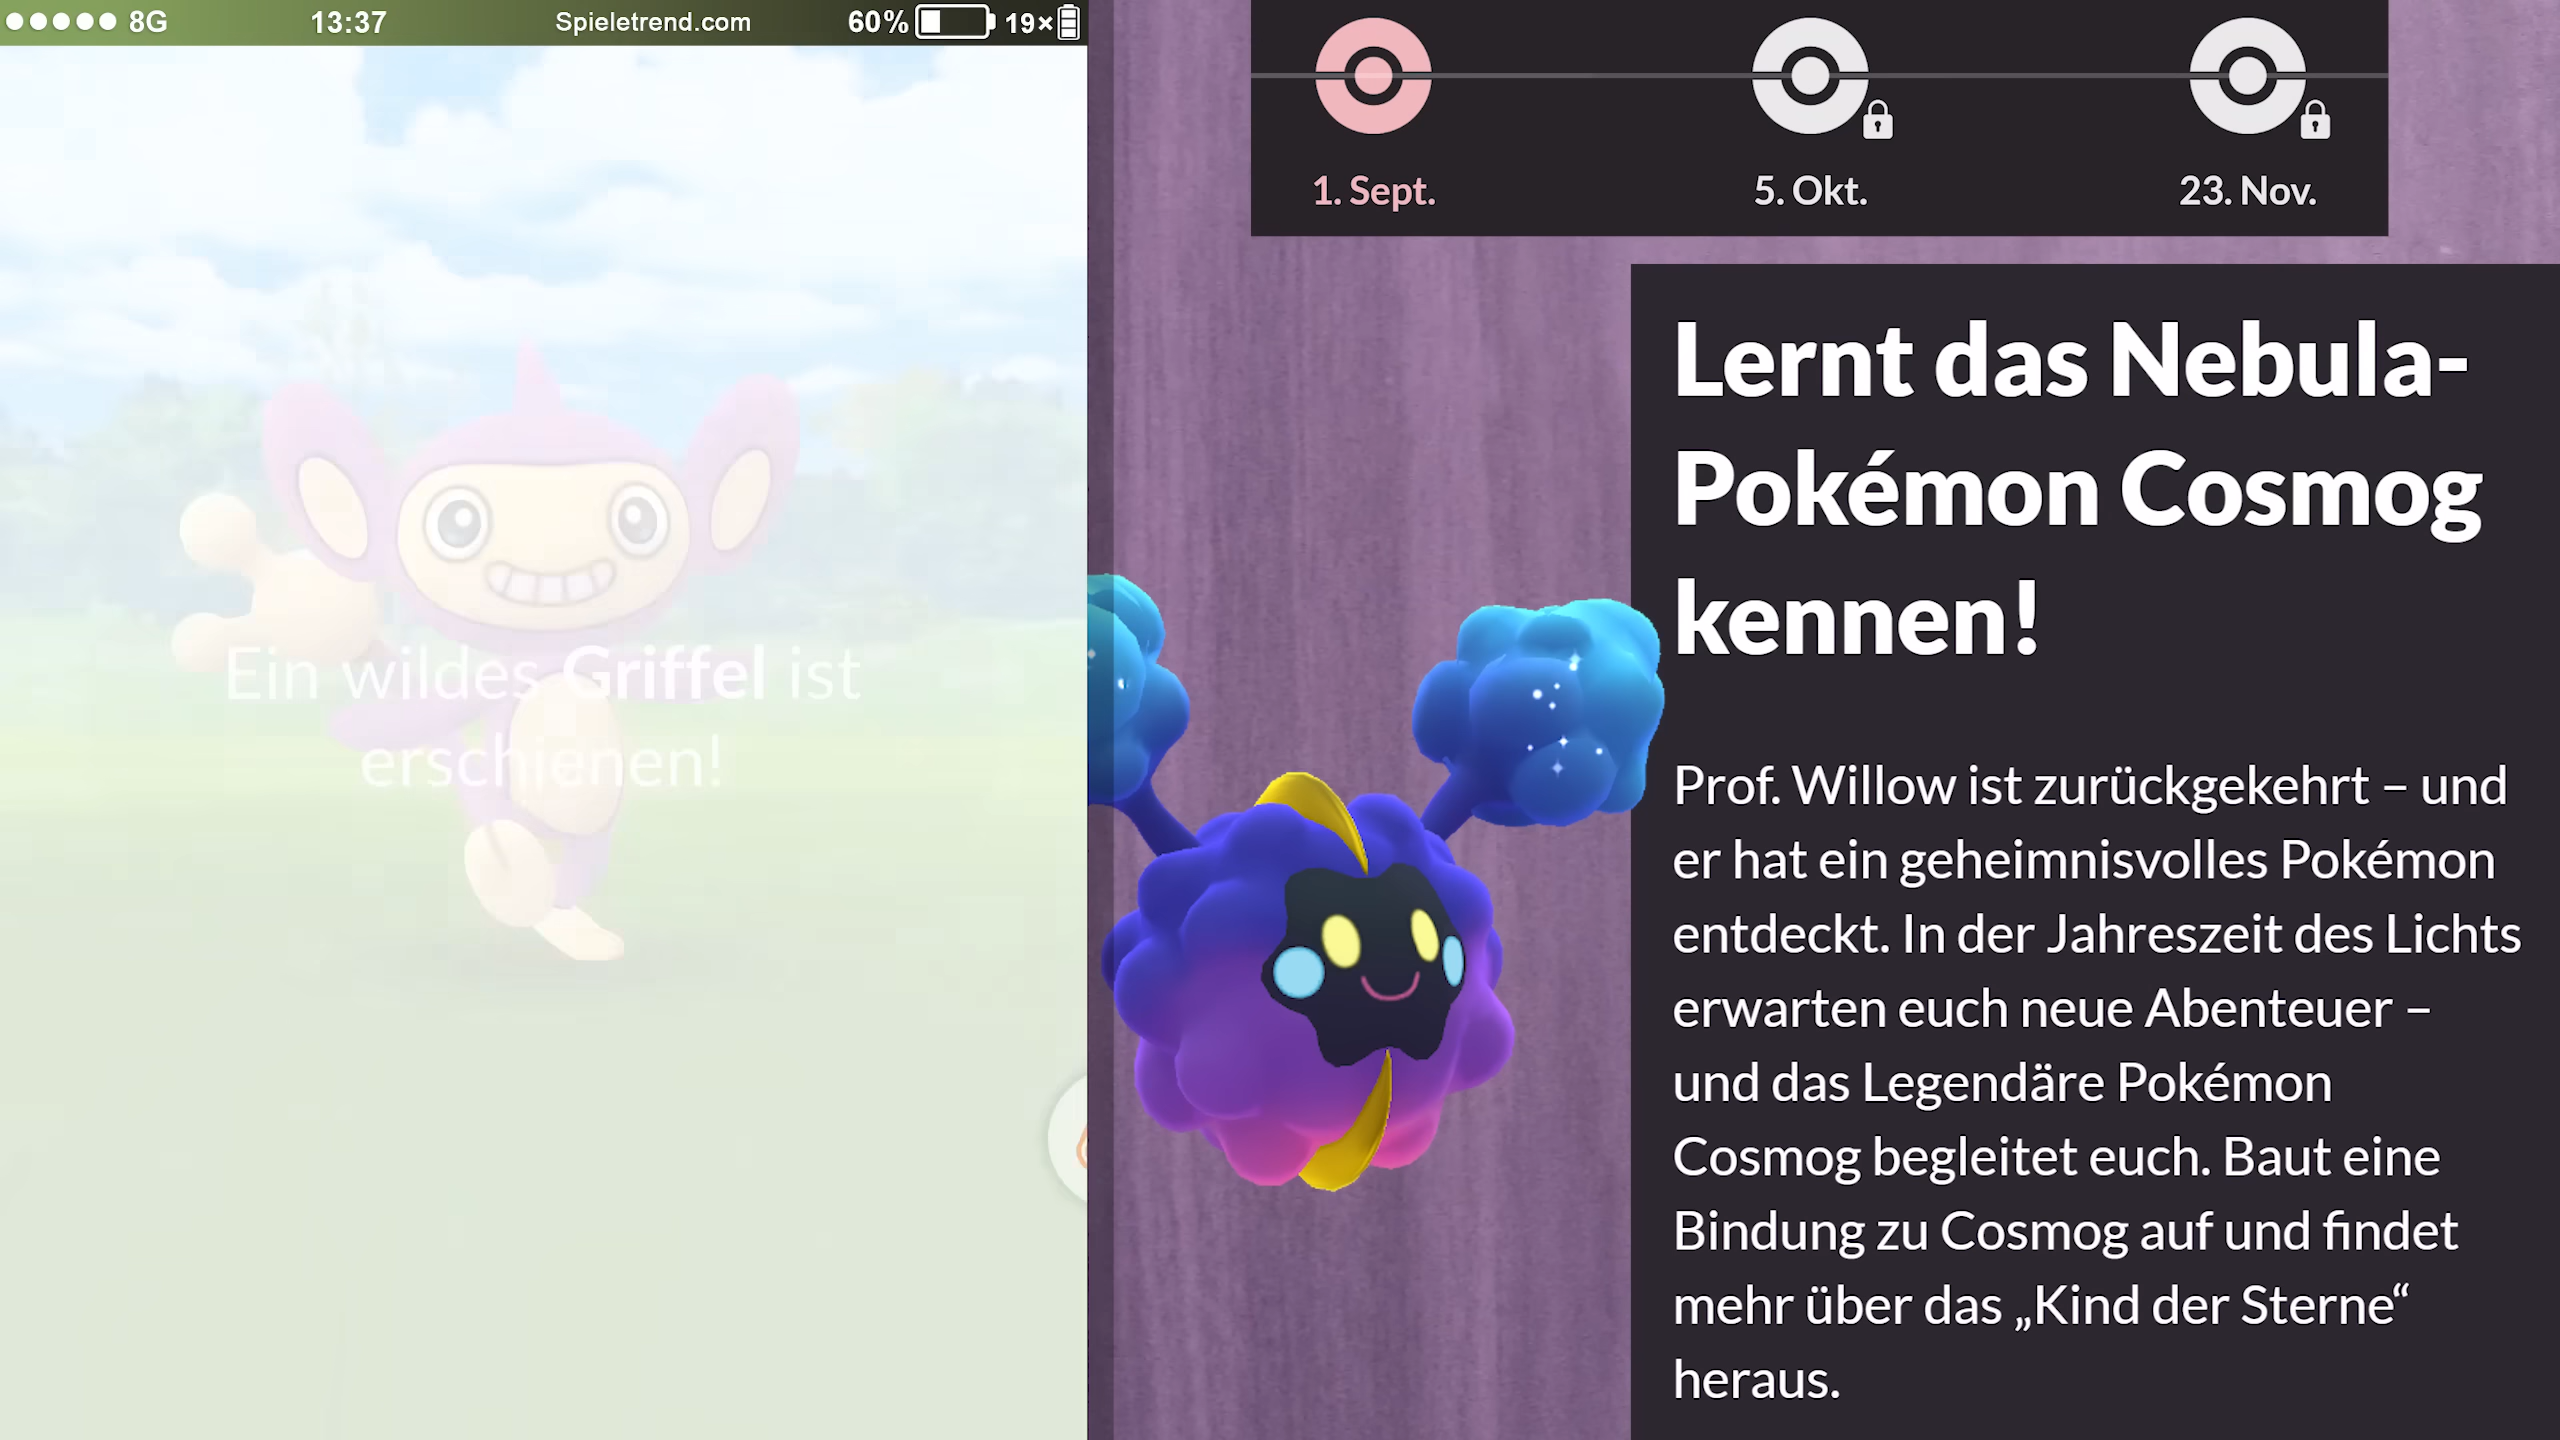 8G 13:37 Spieletrend.com 60% 19×
Ein wildes Griffel ist
erschienen!
1. Sept. 5. Okt. 23. Nov.
Lernt das Nebula-
Pokémon Cosmog
kennen!
Prof. Willow ist zurückgekehrt – und
er hat ein geheimnisvolles Pokémon
entdeckt. In der Jahreszeit des Lichts
erwarten euch neue Abenteuer –
und das Legendäre Pokémon
Cosmog begleitet euch. Baut eine
Bindung zu Cosmog auf und findet
mehr über das „Kind der Sterne“
heraus.